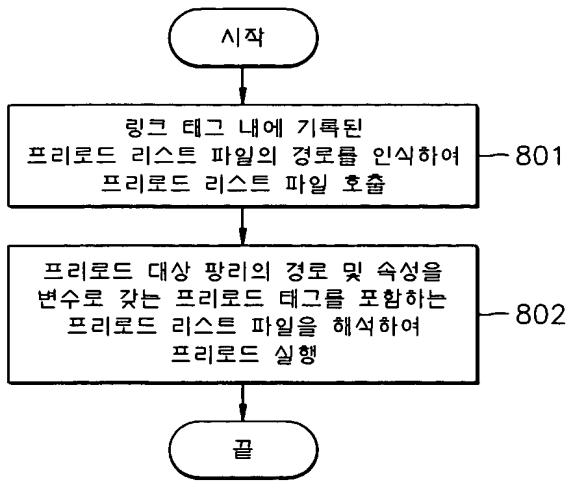 시작
링크 태그 내에 기록된
프리로드 리스트 파일의 경로를 인식하여
프리로드 리스트 파일 호출
801
프리로드 대상 팡리의 경로 및 속성을
변수로 갖는 프리로드 태그를 포함하는
프리로드 리스트 파일을 해석하여
프리로드 실행
802
끝